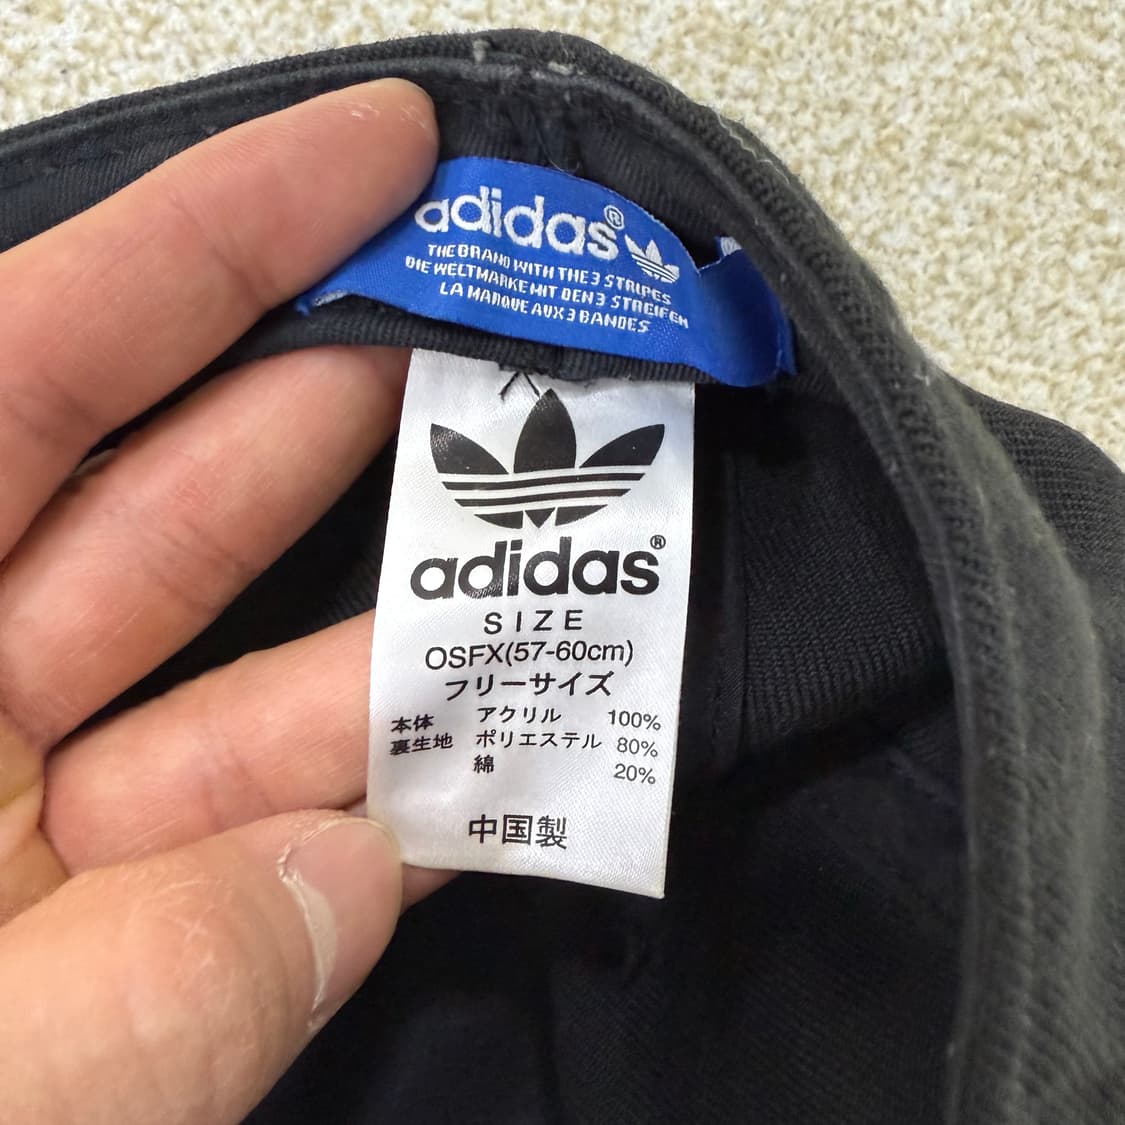 adidas®
THE BRAND WITH THE 3 STRIPES
DIE WELTMARKE MIT DEN 3 STREIFEN
LA MARQUE AUX 3 BANDES
adidas®
SIZE
OSFX(57-60cm)
フリーサイズ
本体 アクリル 100%
裏生地 ポリエステル 80%
綿 20%
中国製